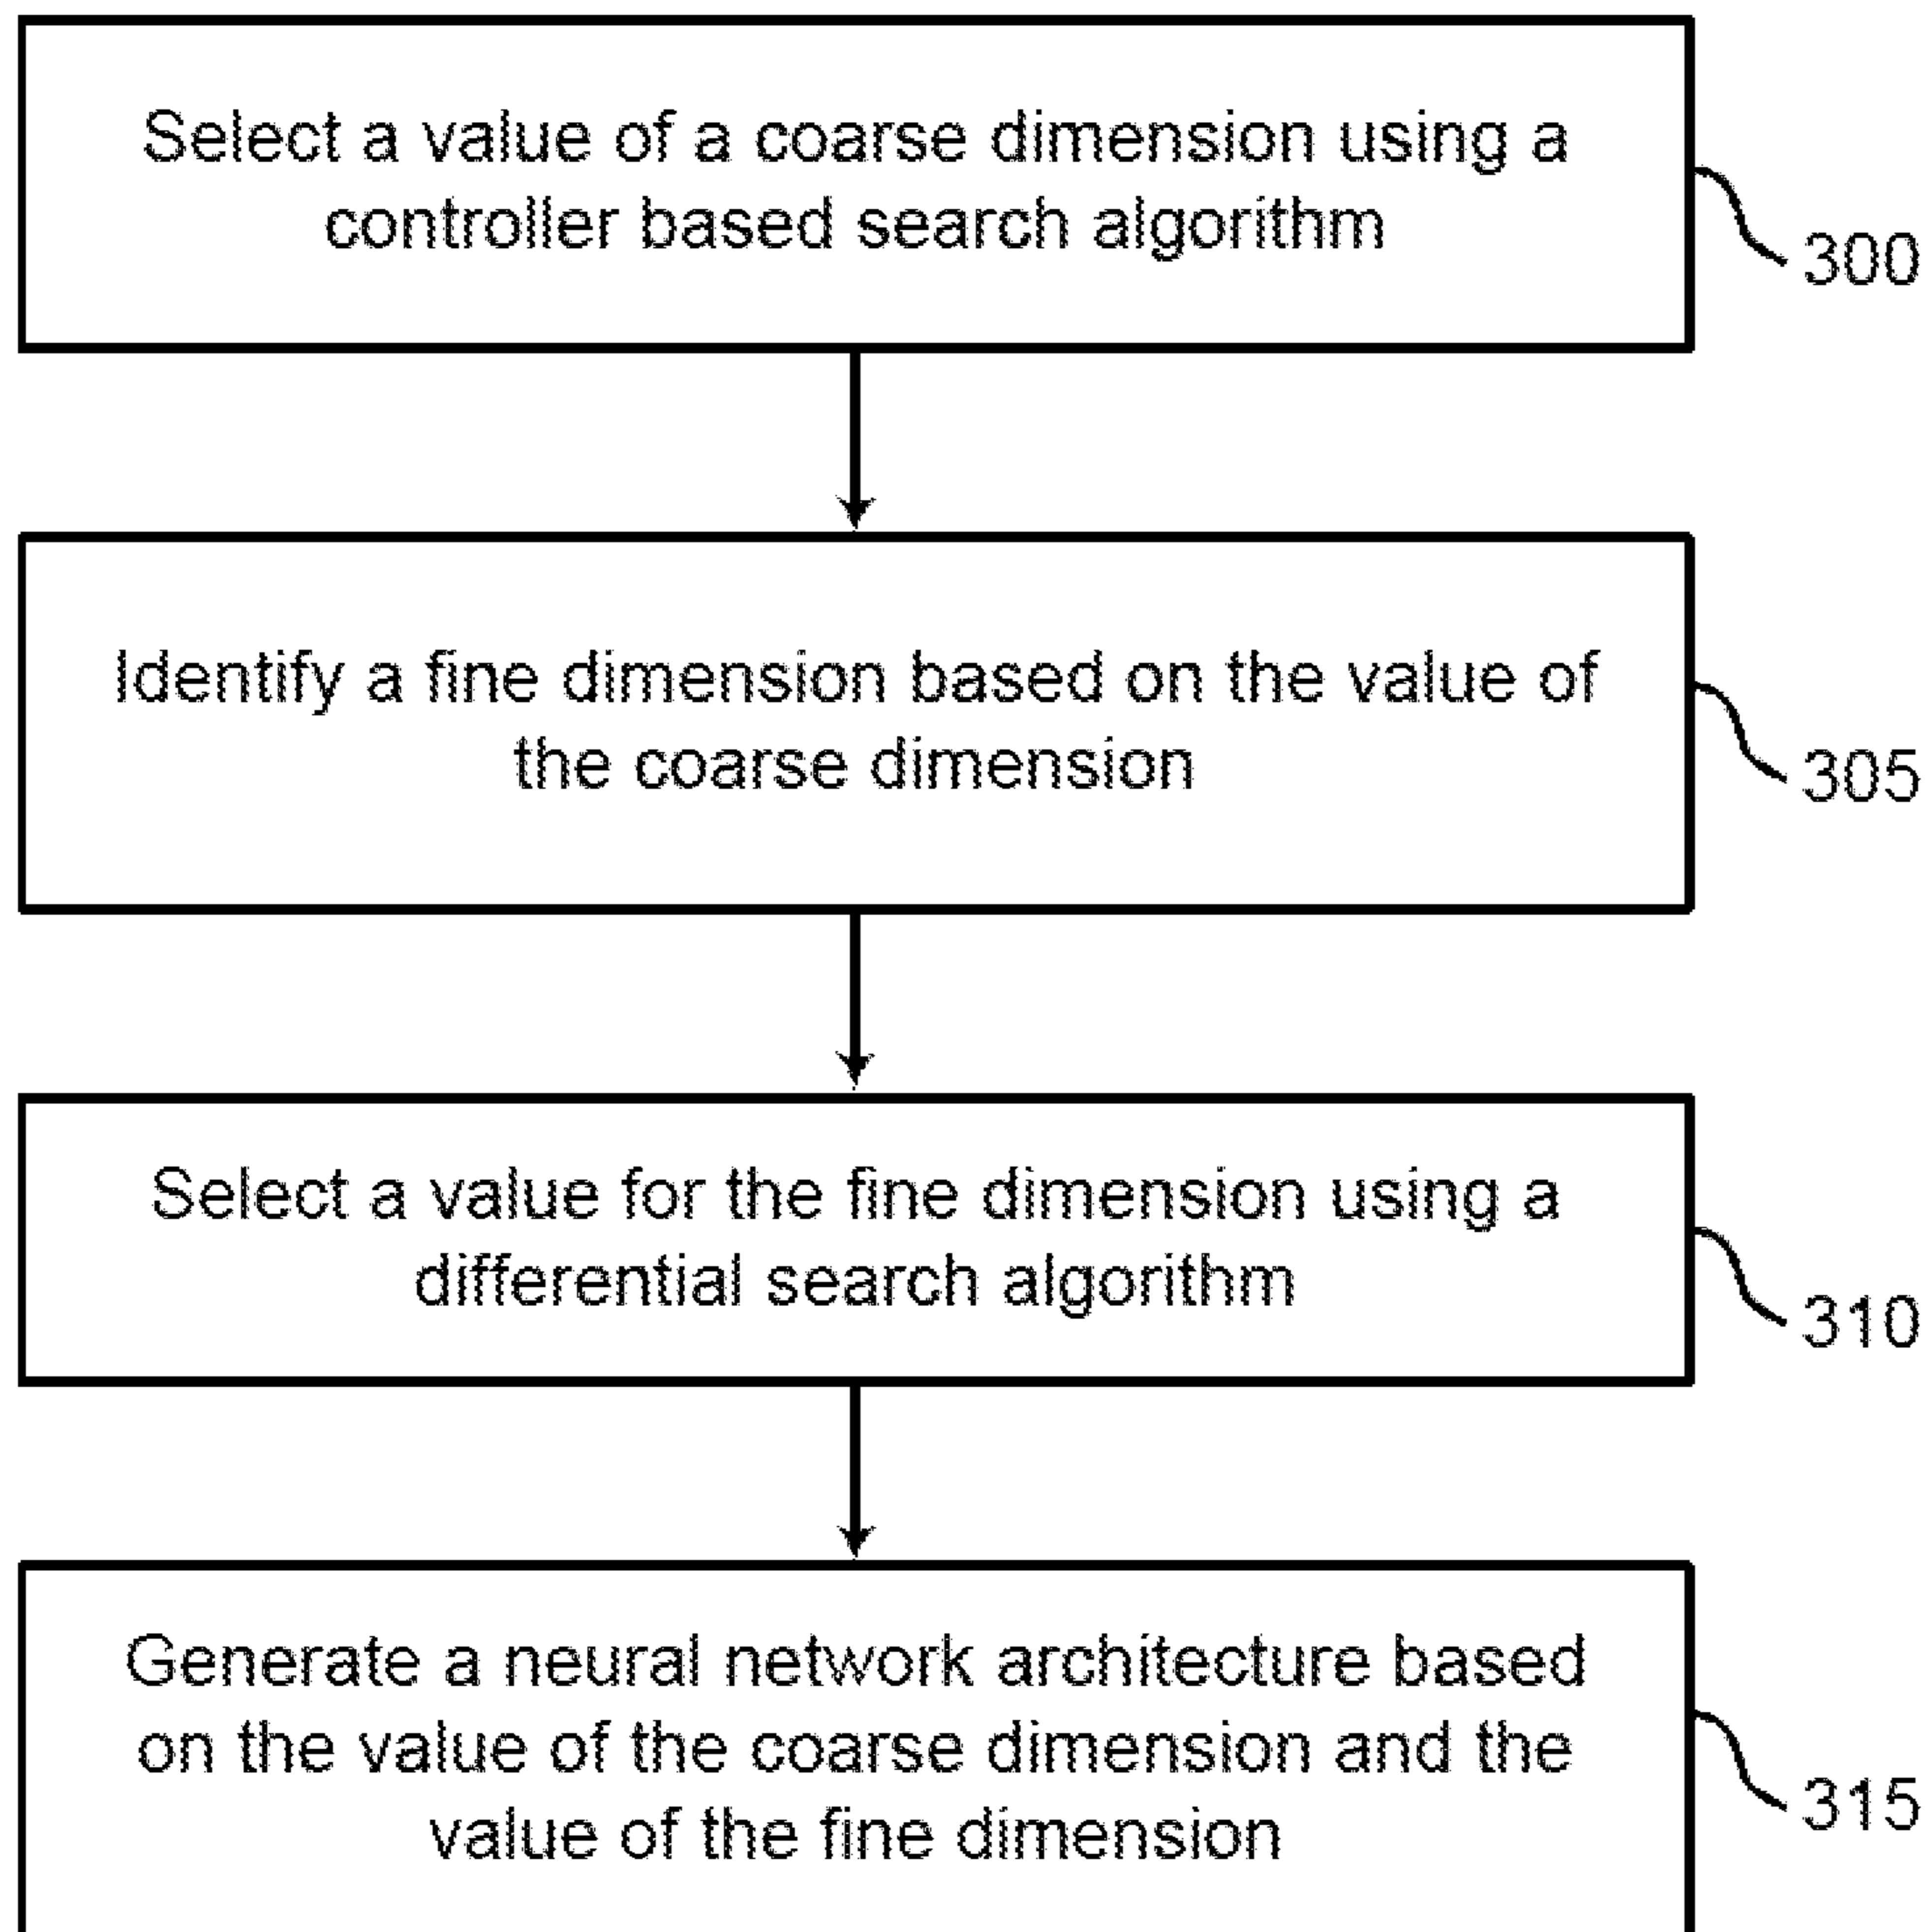 Select a value of a coarse dimension using a
controller based search algorithm
300
Identify a fine dimension based on the value of
the coarse dimension
305
Select a value for the fine dimension using a
differential search algorithm
310
Generate a neural network architecture based
on the value of the coarse dimension and the
value of the fine dimension
315